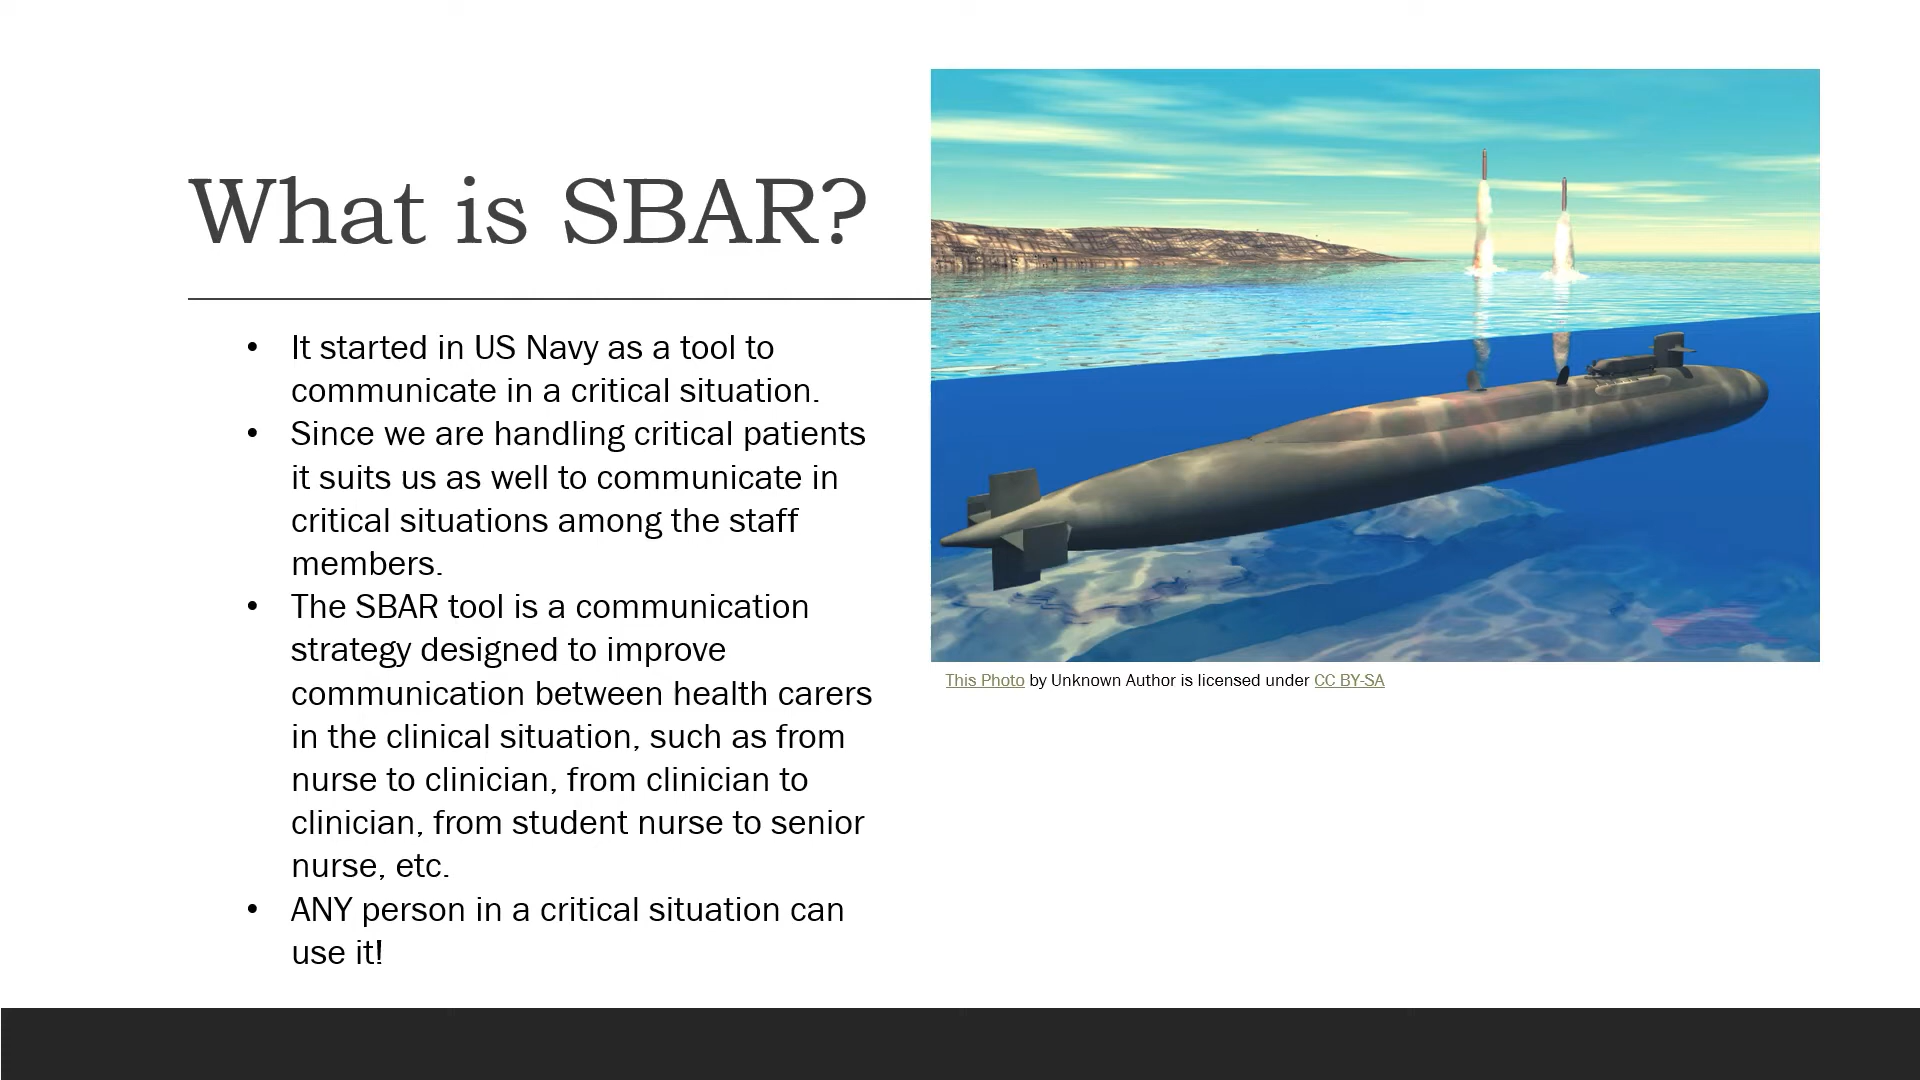 What is SBAR?
• It started in US Navy as a tool to
communicate in a critical situation.
• Since we are handling critical patients
it suits us as well to communicate in
critical situations among the staff
members.
• The SBAR tool is a communication
strategy designed to improve
communication between health carers
in the clinical situation, such as from
nurse to clinician, from clinician to
clinician, from student nurse to senior
nurse, etc.
• ANY person in a critical situation can
use it!
This Photo by Unknown Author is licensed under CC BY-SA